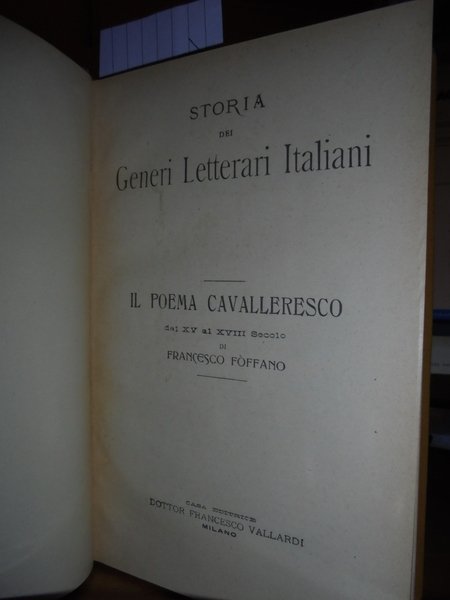 STORIA
DEI
Generi Letterari Italiani
IL POEMA CAVALLERESCO
dal XV al XVIII Secolo
DI
FRANCESCO FÒFFANO
CASA EDITRICE
DOTTOR FRANCESCO VALLARDI
MILANO